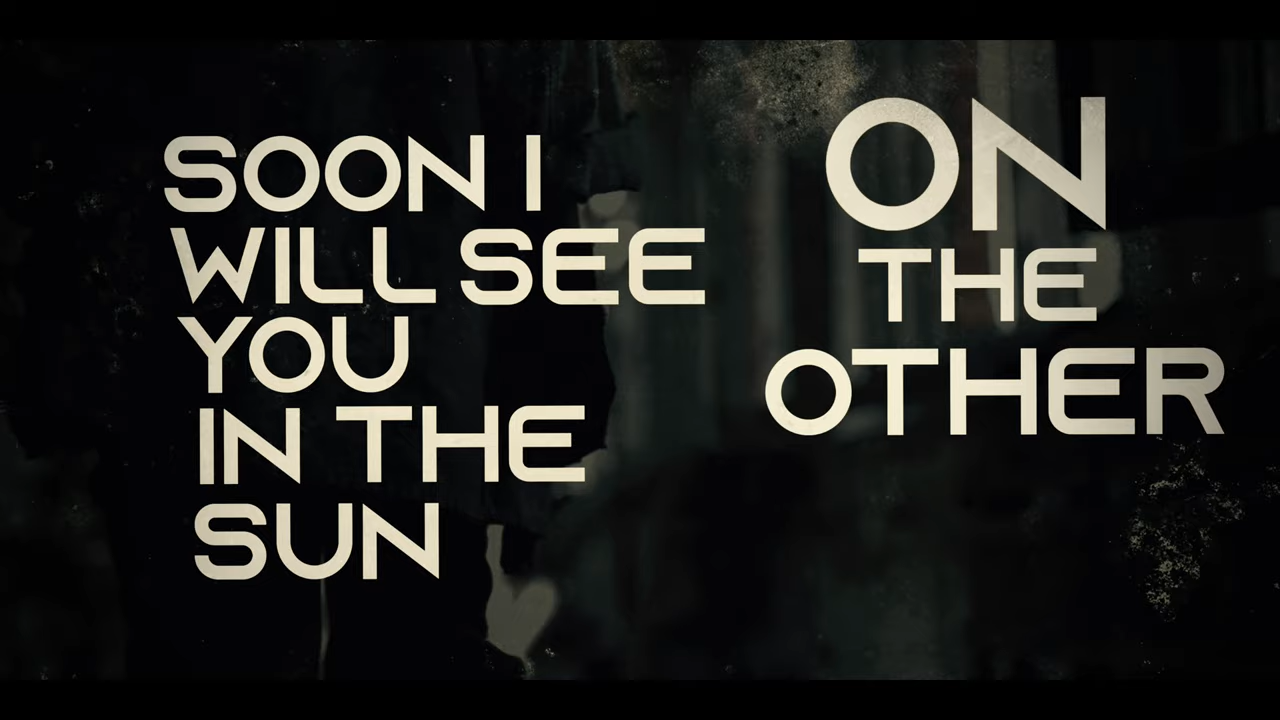 SOON I
WILL SEE
YOU
IN THE
SUN
ON
THE
OTHER